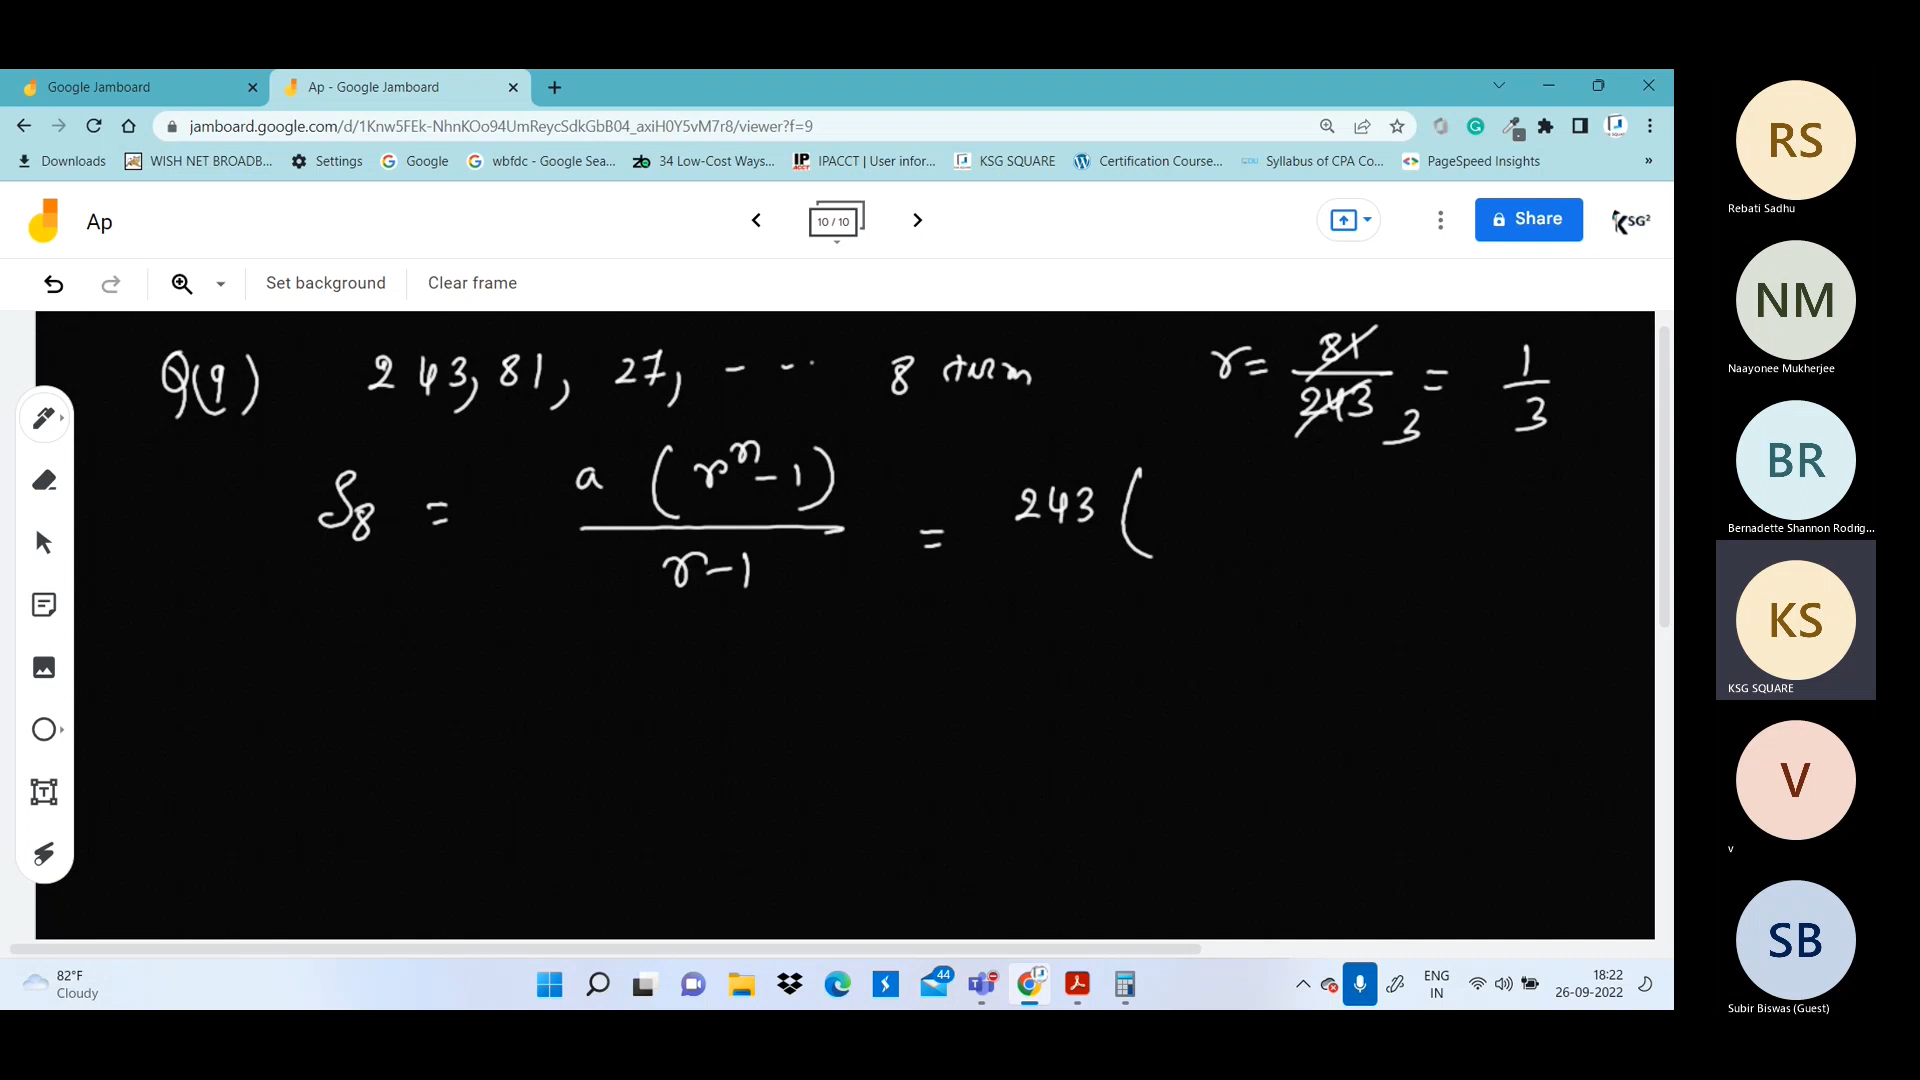 Google Jamboard
Ap - Google Jamboard
jamboard.google.com/d/1Knw5FEk-NhnKOo94UmReycSdkGbB04_axiH0Y5vM7r8/viewer?f=9
Downloads WISH NET BROADB... Settings Google wbfdc - Google Sea... 34 Low-Cost Ways... IPACCT | User infor... KSG SQUARE Certification Course... Syllabus of CPA Co... PageSpeed Insights »
Ap
10 / 10
Share
KSG²
Set background Clear frame
Q(9) 243, 81, 27, - - .. 8 term r = 81/243 3 = 1/3
S8 = a (r^n - 1) / r - 1 = 243 (
82°F
Cloudy
44
ENG
IN
18:22
26-09-2022
RS
Rebati Sadhu
NM
Naayonee Mukherjee
BR
Bernadette Shannon Rodrig...
KS
KSG SQUARE
V
v
SB
Subir Biswas (Guest)